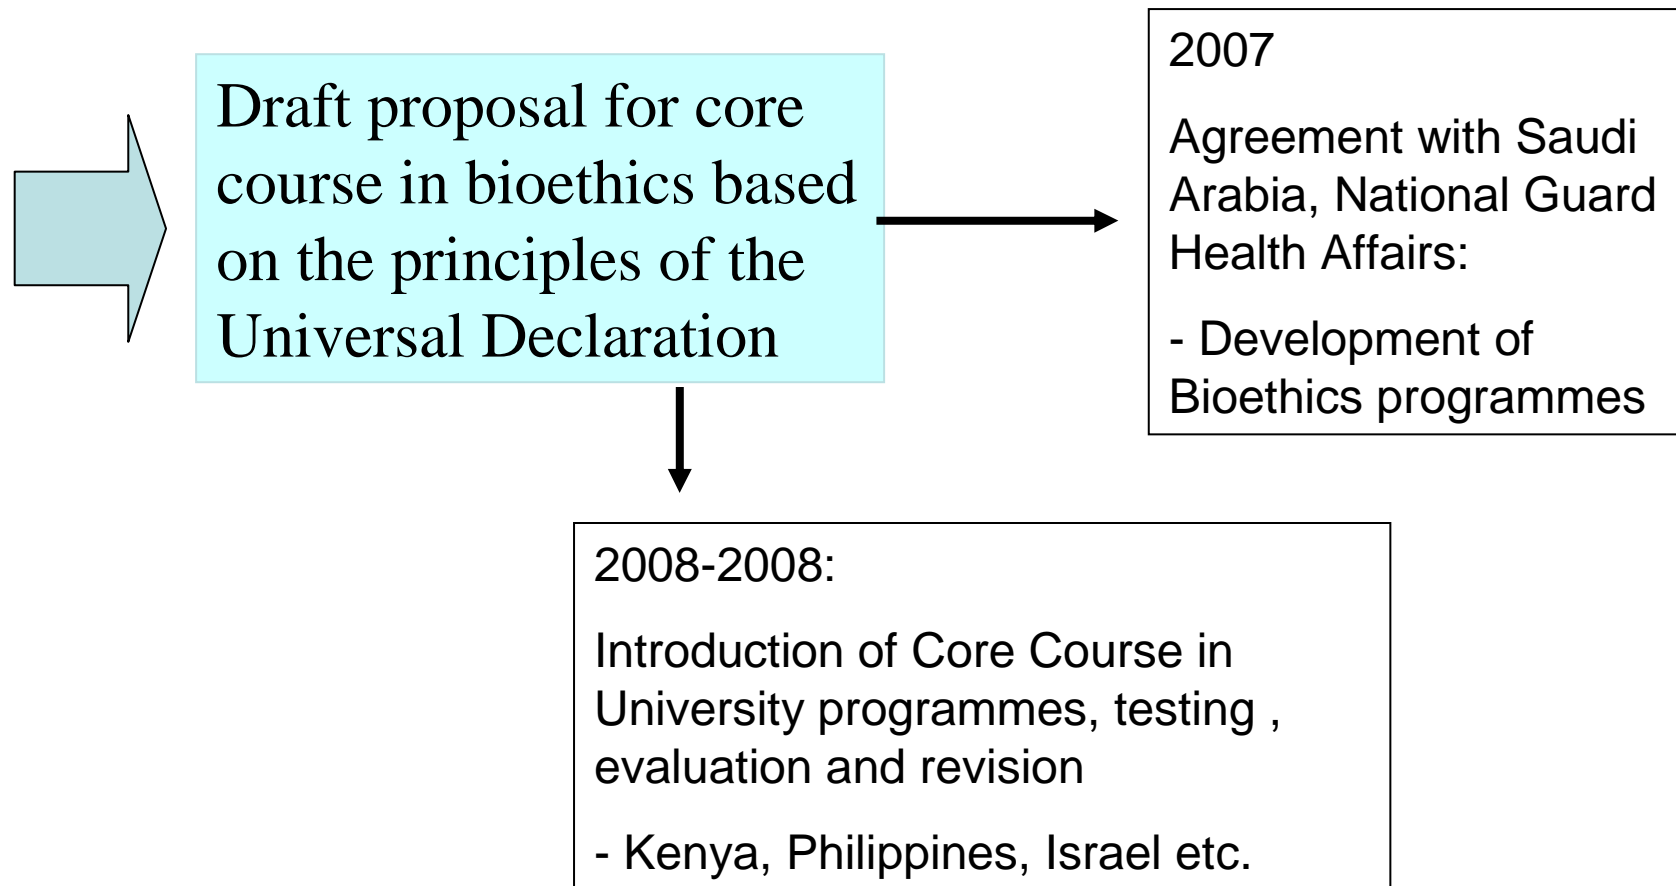 Draft proposal for core
course in bioethics based
on the principles of the
Universal Declaration
2007
Agreement with Saudi
Arabia, National Guard
Health Affairs:
- Development of
Bioethics programmes
2008-2008:
Introduction of Core Course in
University programmes, testing ,
evaluation and revision
- Kenya, Philippines, Israel etc.